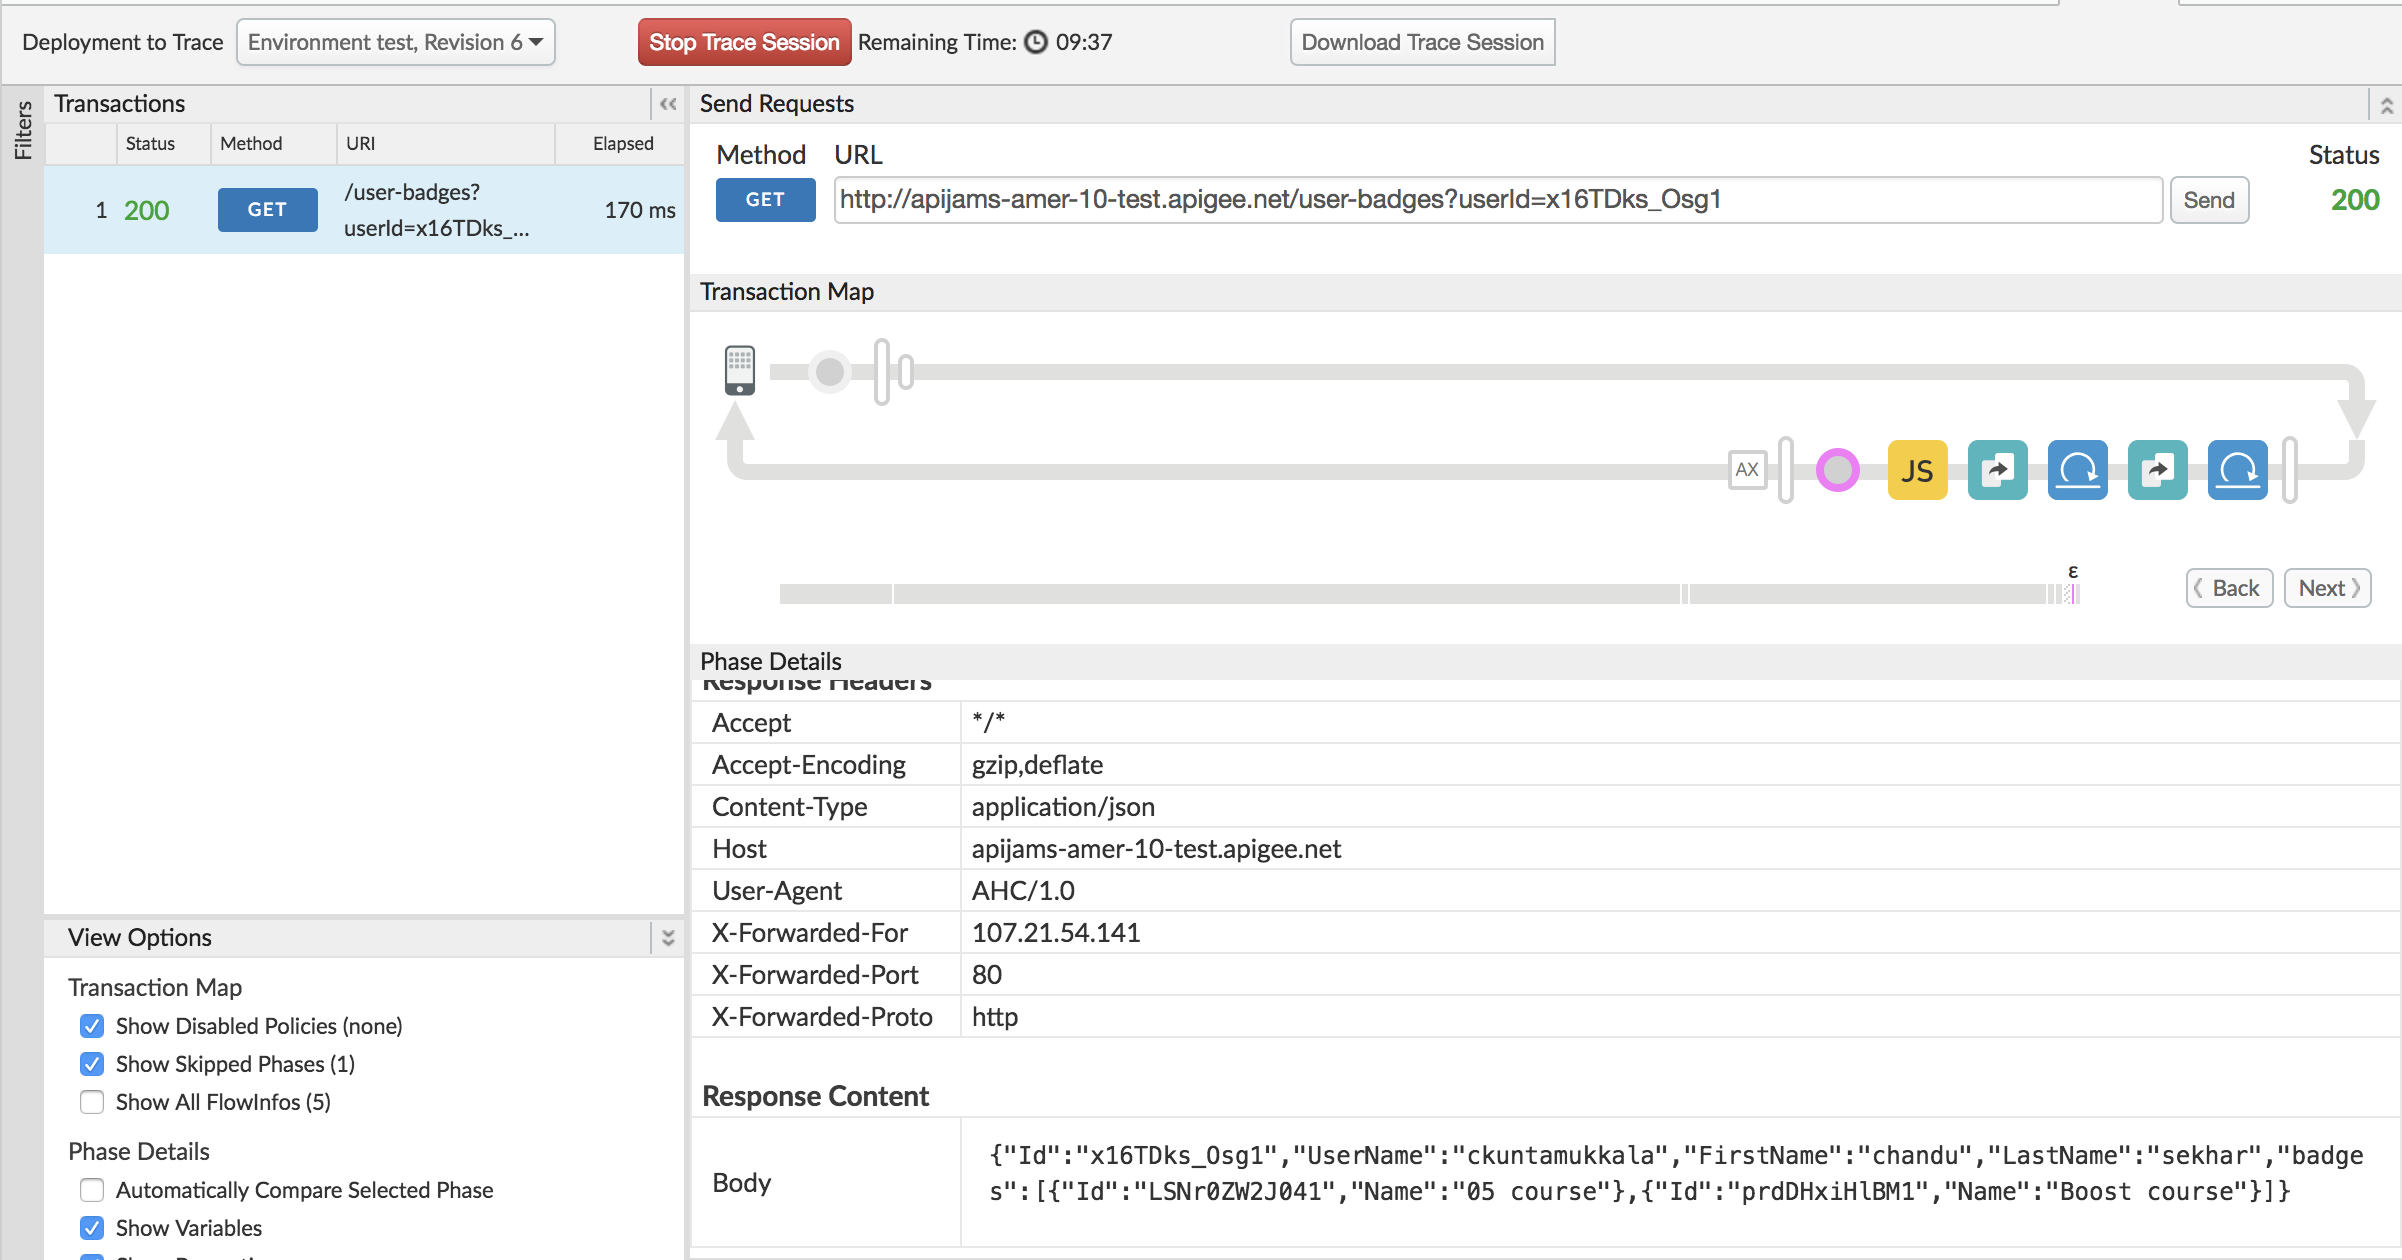 Deployment to Trace Environment test, Revision 6 Stop Trace Session Remaining Time: 09:37 Download Trace Session
Filters
Transactions
Status Method URI Elapsed
1 200 GET /user-badges?
userId=x16TDks_... 170 ms
Send Requests
Method URL Status
GET http://apijams-amer-10-test.apigee.net/user-badges?userId=x16TDks_Osg1 Send 200
Transaction Map
AX JS
ε
Back Next
Phase Details
Response Headers
Accept */*
Accept-Encoding gzip,deflate
Content-Type application/json
Host apijams-amer-10-test.apigee.net
User-Agent AHC/1.0
X-Forwarded-For 107.21.54.141
X-Forwarded-Port 80
X-Forwarded-Proto http
Response Content
Body {"Id":"x16TDks_Osg1","UserName":"ckuntamukkala","FirstName":"chandu","LastName":"sekhar","badge
s":[{"Id":"LSNr0ZW2J041","Name":"05 course"},{"Id":"prdDHxiHlBM1","Name":"Boost course"}]}
View Options
Transaction Map
Show Disabled Policies (none)
Show Skipped Phases (1)
Show All FlowInfos (5)
Phase Details
Automatically Compare Selected Phase
Show Variables